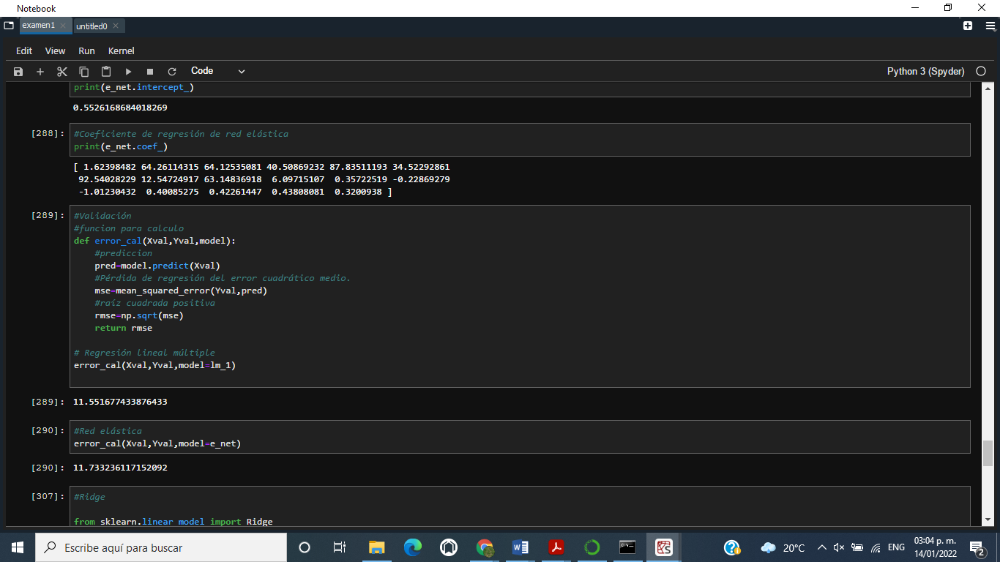 Notebook
examen1
untitled0
Edit View Run Kernel
Code
Python 3 (Spyder)
print(e_net.intercept_)
0.5526168684018269
[288]:
#Coeficiente de regresión de red elástica
print(e_net.coef_)
[ 1.62398482 64.26114315 64.12535081 40.50869232 87.83511193 34.52292861
92.54028229 12.54724917 63.14836918 6.09715107 0.35722519 -0.22869279
-1.01230432 0.40085275 0.42261447 0.43808081 0.3200938 ]
[289]:
#Validación
#funcion para calculo
def error_cal(Xval,Yval,model):
#prediccion
pred=model.predict(Xval)
#Pérdida de regresión del error cuadrático medio.
mse=mean_squared_error(Yval,pred)
#raíz cuadrada positiva
rmse=np.sqrt(mse)
return rmse
# Regresión lineal múltiple
error_cal(Xval,Yval,model=lm_1)
[289]: 11.551677433876433
[290]:
#Red elástica
error_cal(Xval,Yval,model=e_net)
[290]: 11.733236117152092
[307]:
#Ridge
from sklearn.linear_model import Ridge
Escribe aquí para buscar
20°C
ENG
03:04 p. m.
14/01/2022
2